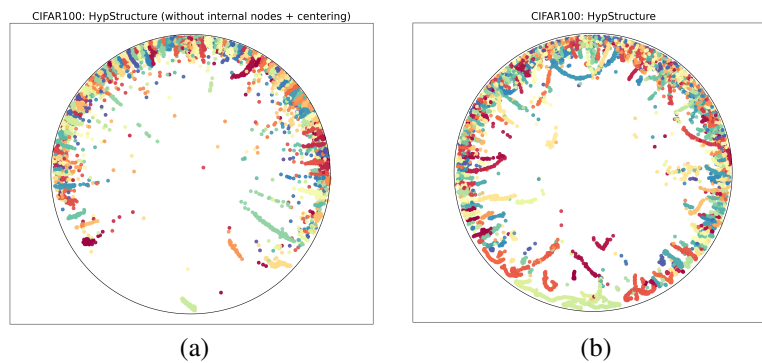 CIFAR100: HypStructure (without internal nodes + centering)
CIFAR100: HypStructure
(a)
(b)